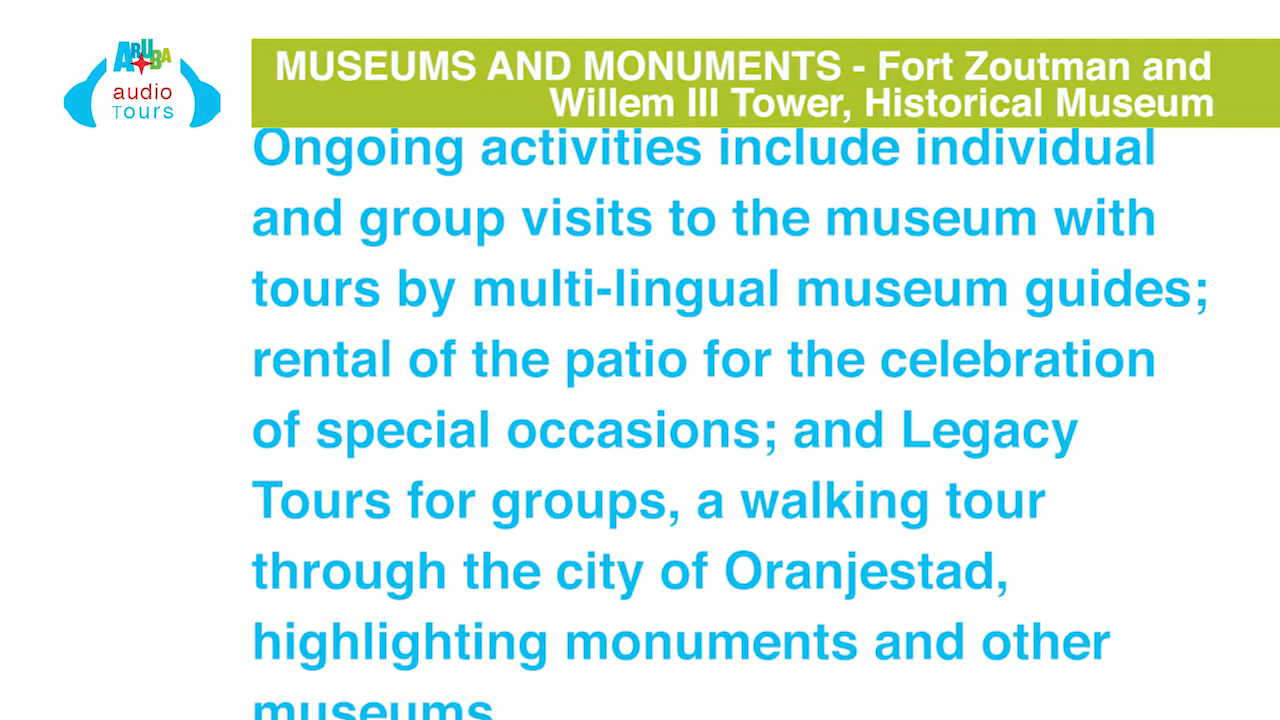 ARUBA
audio
Tours
MUSEUMS AND MONUMENTS - Fort Zoutman and
Willem III Tower, Historical Museum
Ongoing activities include individual
and group visits to the museum with
tours by multi-lingual museum guides;
rental of the patio for the celebration
of special occasions; and Legacy
Tours for groups, a walking tour
through the city of Oranjestad,
highlighting monuments and other
museums